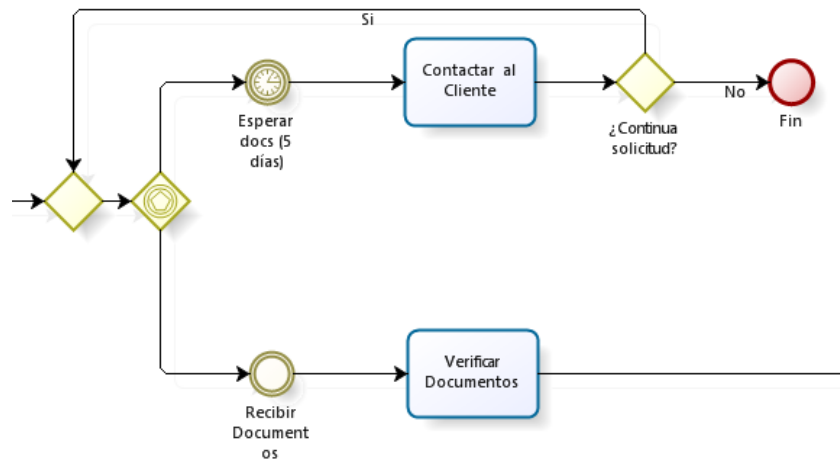 Si
Contactar al
Cliente
No
Esperar
docs (5
días)
¿Continua
solicitud?
Fin
Verificar
Documentos
Recibir
Document
os